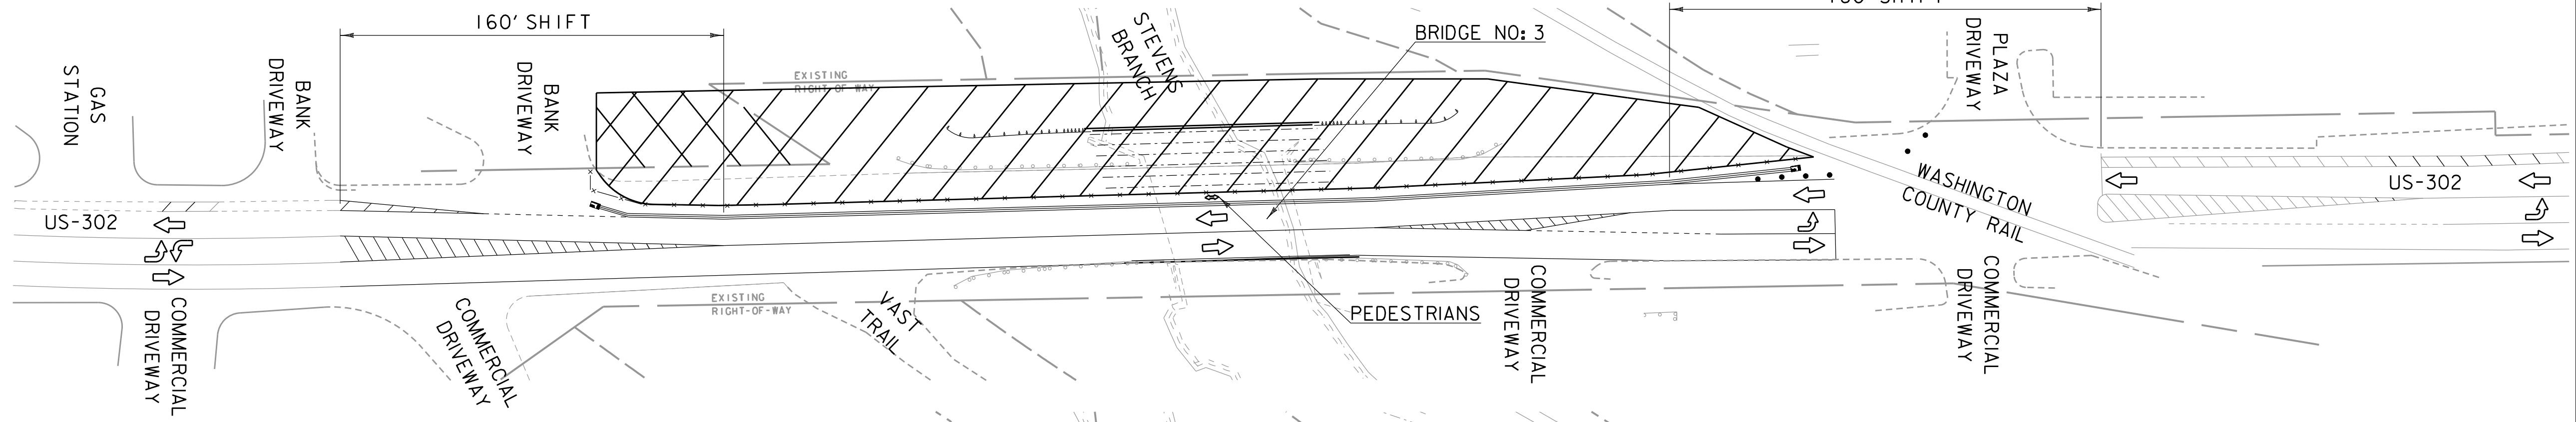 160' SHIFT
BRIDGE NO: 3
STEVENS
BRANCH
GAS
STATION
BANK
DRIVEWAY
BANK
DRIVEWAY
EXISTING
RIGHT-OF-WAY
PLAZA
DRIVEWAY
WASHINGTON
COUNTY RAIL
US-302
US-302
EXISTING
RIGHT-OF-WAY
VAST
TRAIL
PEDESTRIANS
COMMERCIAL
DRIVEWAY
COMMERCIAL
DRIVEWAY
COMMERCIAL
DRIVEWAY
COMMERCIAL
DRIVEWAY